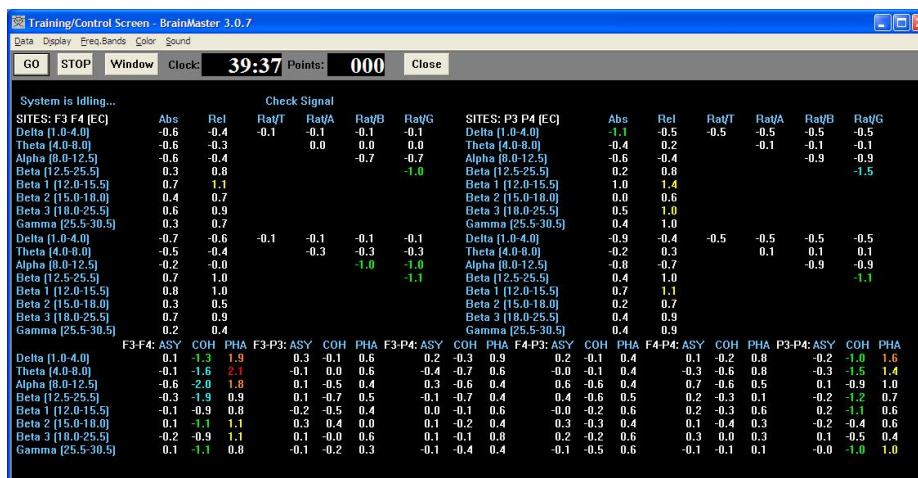 Training/Control Screen - BrainMaster 3.0.7
Data Display Freq.Bands Color Sound
GO STOP Window Clock: 39:37 Points: 000 Close
System is Idling... Check Signal
SITES: F3 F4 (EC) Abs Rel Rat/T Rat/A Rat/B Rat/G SITES: P3 P4 (EC) Abs Rel Rat/T Rat/A Rat/B Rat/G
Delta (1.0-4.0) -0.6 -0.4 -0.1 -0.1 -0.1 -0.1 Delta (1.0-4.0) -1.1 -0.5 -0.5 -0.5 -0.5 -0.5
Theta (4.0-8.0) -0.6 -0.3 0.0 0.0 0.0 Theta (4.0-8.0) -0.4 0.2 -0.1 -0.1 -0.1
Alpha (8.0-12.5) -0.6 -0.4 -0.7 -0.7 Alpha (8.0-12.5) -0.6 -0.4 -0.9 -0.9
Beta (12.5-25.5) 0.3 0.8 -1.0 Beta (12.5-25.5) 0.2 0.8 -1.5
Beta 1 (12.0-15.5) 0.7 1.1 Beta 1 (12.0-15.5) 1.0 1.4
Beta 2 (15.0-18.0) 0.4 0.7 Beta 2 (15.0-18.0) 0.0 0.6
Beta 3 (18.0-25.5) 0.6 0.9 Beta 3 (18.0-25.5) 0.5 1.0
Gamma (25.5-30.5) 0.3 0.7 Gamma (25.5-30.5) 0.4 1.0
Delta (1.0-4.0) -0.7 -0.6 -0.1 -0.1 -0.1 -0.1 Delta (1.0-4.0) -0.9 -0.4 -0.5 -0.5 -0.5 -0.5
Theta (4.0-8.0) -0.5 -0.4 -0.3 -0.3 -0.3 Theta (4.0-8.0) -0.2 0.3 0.1 0.1 0.1
Alpha (8.0-12.5) -0.2 -0.0 -1.0 -1.0 Alpha (8.0-12.5) -0.8 -0.7 -0.9 -0.9
Beta (12.5-25.5) 0.7 1.0 -1.1 Beta (12.5-25.5) 0.4 1.0 -1.1
Beta 1 (12.0-15.5) 0.8 1.0 Beta 1 (12.0-15.5) 0.7 1.1
Beta 2 (15.0-18.0) 0.3 0.5 Beta 2 (15.0-18.0) 0.2 0.7
Beta 3 (18.0-25.5) 0.7 0.9 Beta 3 (18.0-25.5) 0.4 0.9
Gamma (25.5-30.5) 0.2 0.4 Gamma (25.5-30.5) 0.4 0.9
F3-F4: ASY COH PHA F3-P3: ASY COH PHA F3-P4: ASY COH PHA F4-P3: ASY COH PHA F4-P4: ASY COH PHA P3-P4: ASY COH PHA
Delta (1.0-4.0) 0.1 -1.3 1.9 0.3 -0.1 0.6 0.2 -0.3 0.9 0.2 -0.1 0.4 0.1 -0.2 0.8 -0.2 -1.0 1.6
Theta (4.0-8.0) -0.1 -1.6 2.1 -0.1 0.0 0.6 -0.4 -0.7 0.6 -0.0 -0.1 0.4 -0.3 -0.6 0.8 -0.3 -1.5 1.4
Alpha (8.0-12.5) -0.6 -2.0 1.8 0.1 -0.5 0.4 0.3 -0.6 0.4 0.6 -0.6 0.4 0.7 -0.6 0.5 0.1 -0.9 1.0
Beta (12.5-25.5) -0.3 -1.9 0.9 0.1 -0.7 0.5 -0.1 -0.7 0.4 0.4 -0.6 0.5 0.2 -0.3 0.1 -0.2 -1.2 0.7
Beta 1 (12.0-15.5) -0.1 -0.9 0.8 -0.2 -0.5 0.4 0.0 -0.1 0.6 -0.0 -0.2 0.6 0.2 -0.3 0.6 0.2 -1.1 0.6
Beta 2 (15.0-18.0) 0.1 -1.1 1.1 0.3 0.4 0.0 0.1 -0.2 0.4 0.3 -0.3 0.4 0.1 -0.4 0.3 -0.2 -0.4 0.6
Beta 3 (18.0-25.5) -0.2 -0.9 1.1 0.1 -0.0 0.6 -0.1 -0.1 0.8 0.2 -0.2 0.6 0.3 0.0 0.3 0.1 -0.5 0.4
Gamma (25.5-30.5) 0.1 -1.1 0.8 -0.1 -0.2 0.3 -0.1 -0.4 0.4 -0.1 -0.5 0.6 -0.1 -0.1 0.1 -0.0 -1.0 1.0